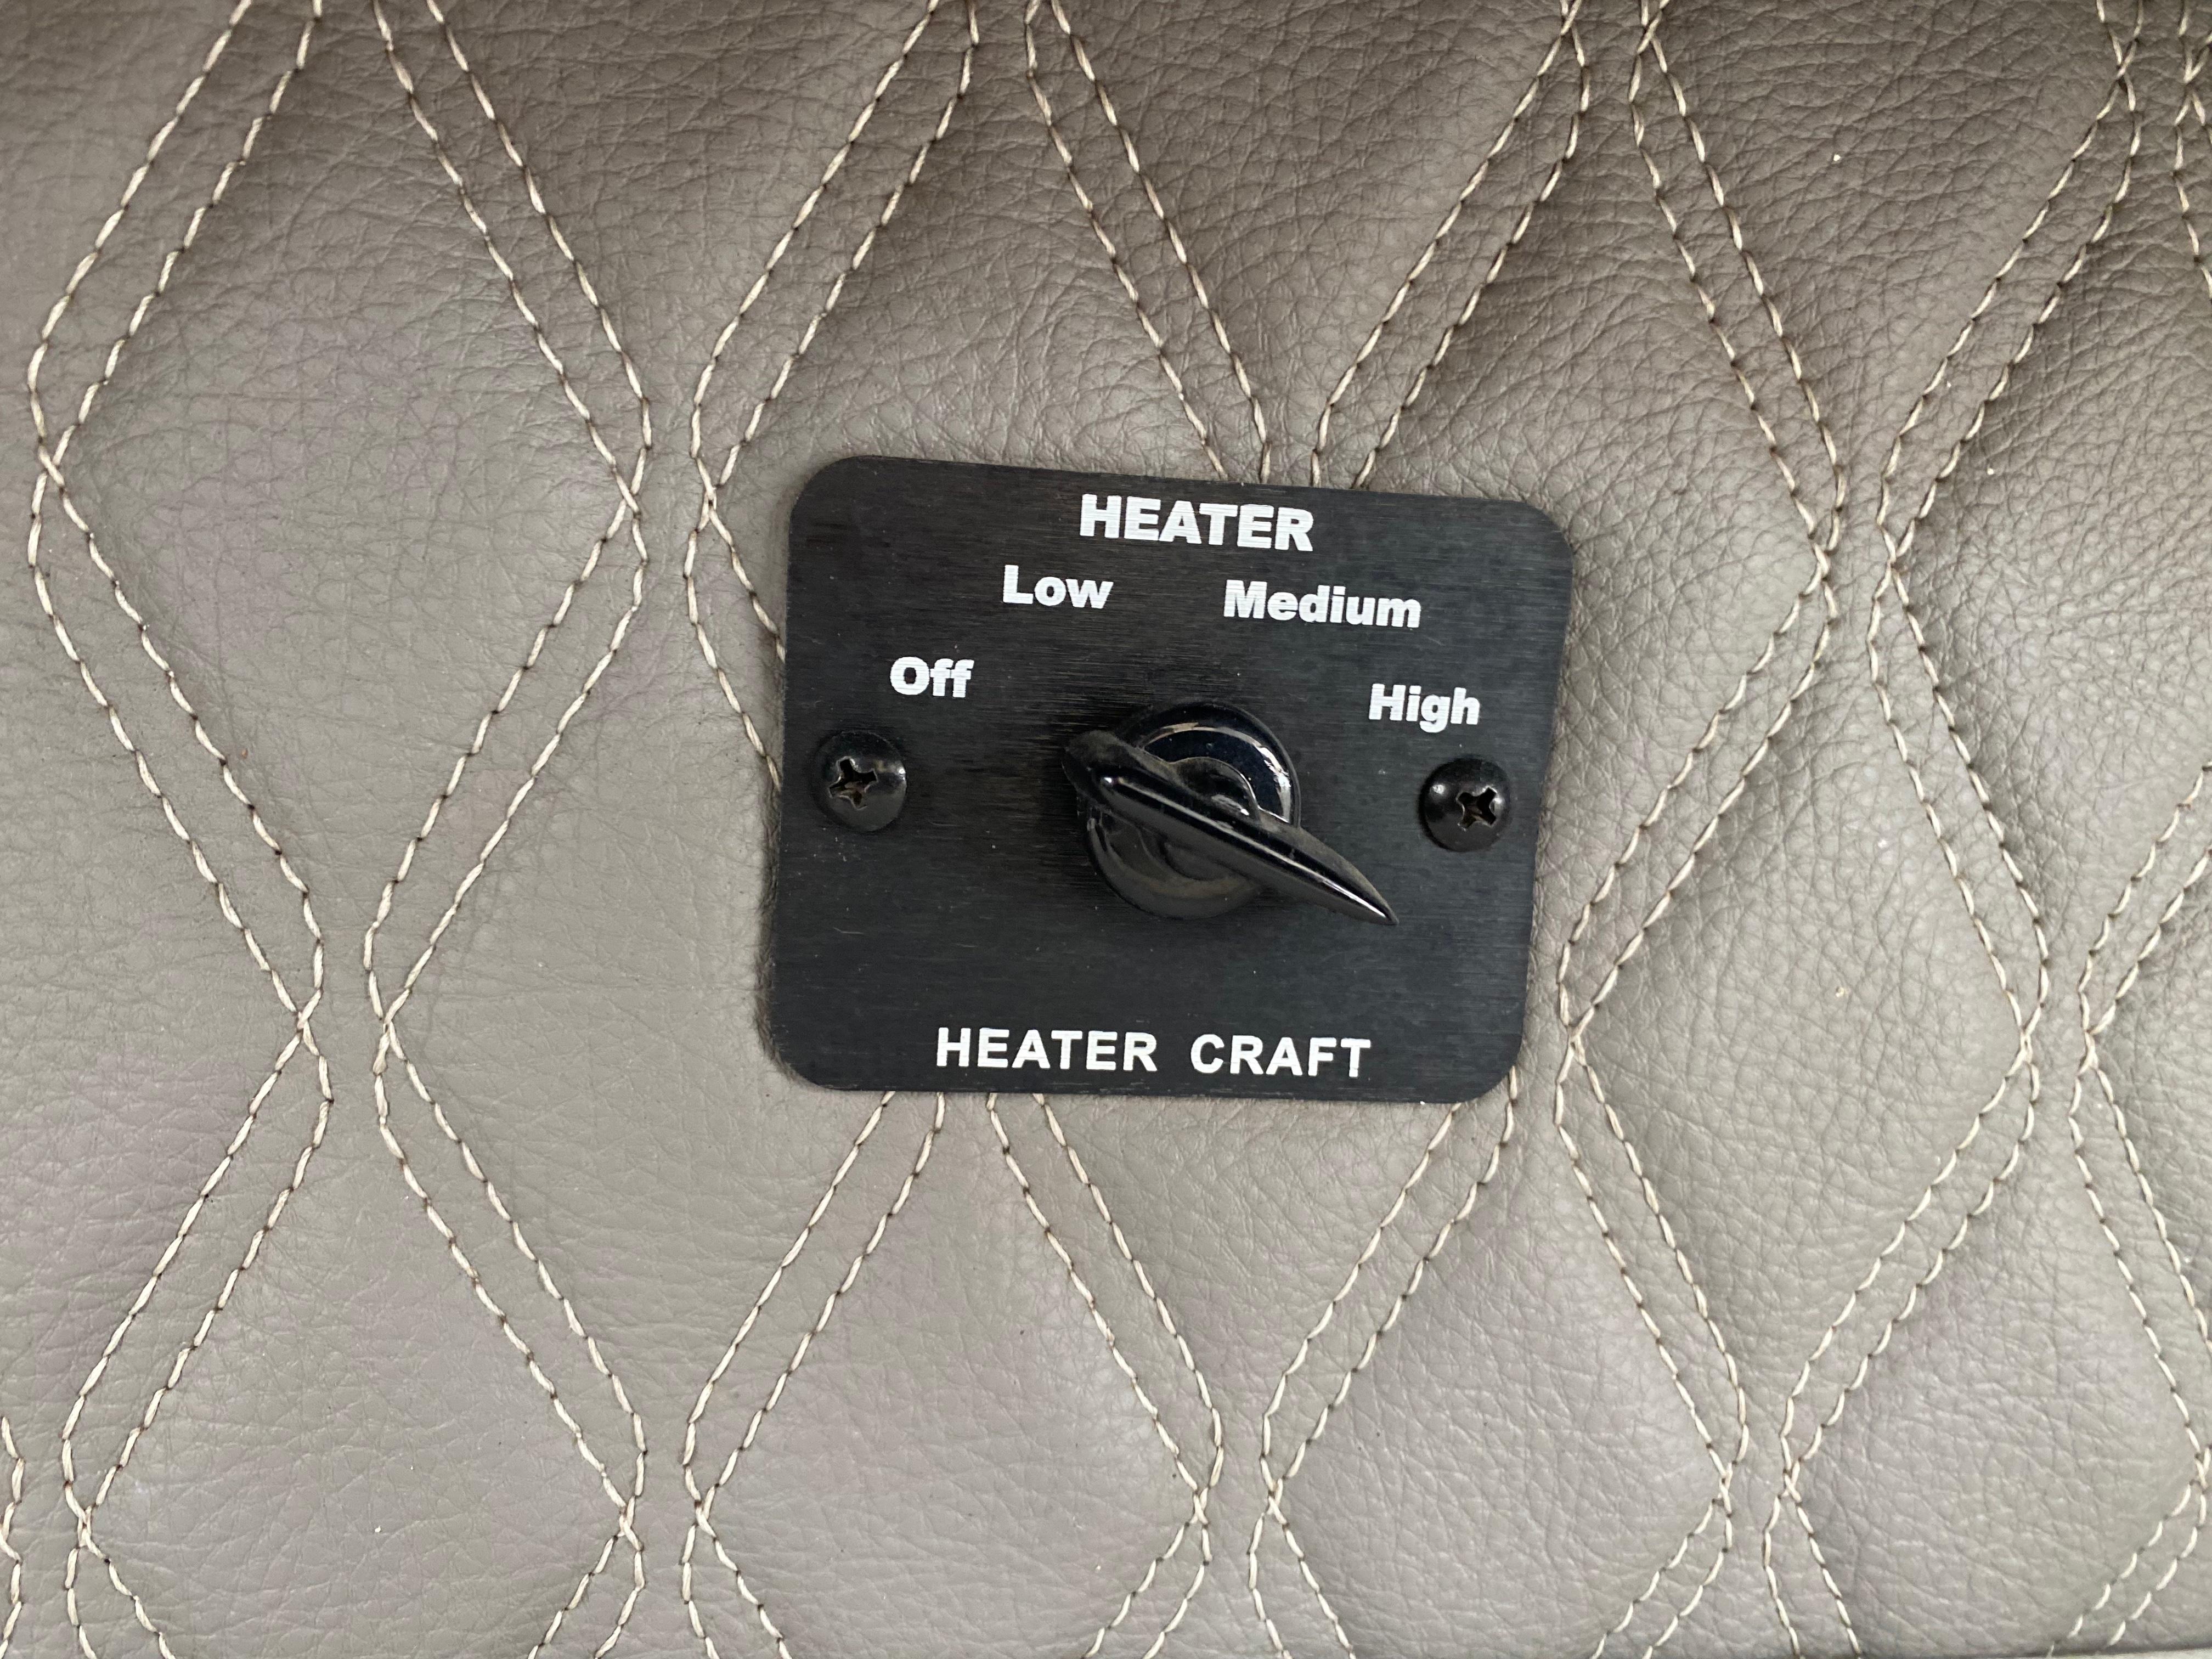 HEATER
Low Medium
Off High
HEATER CRAFT